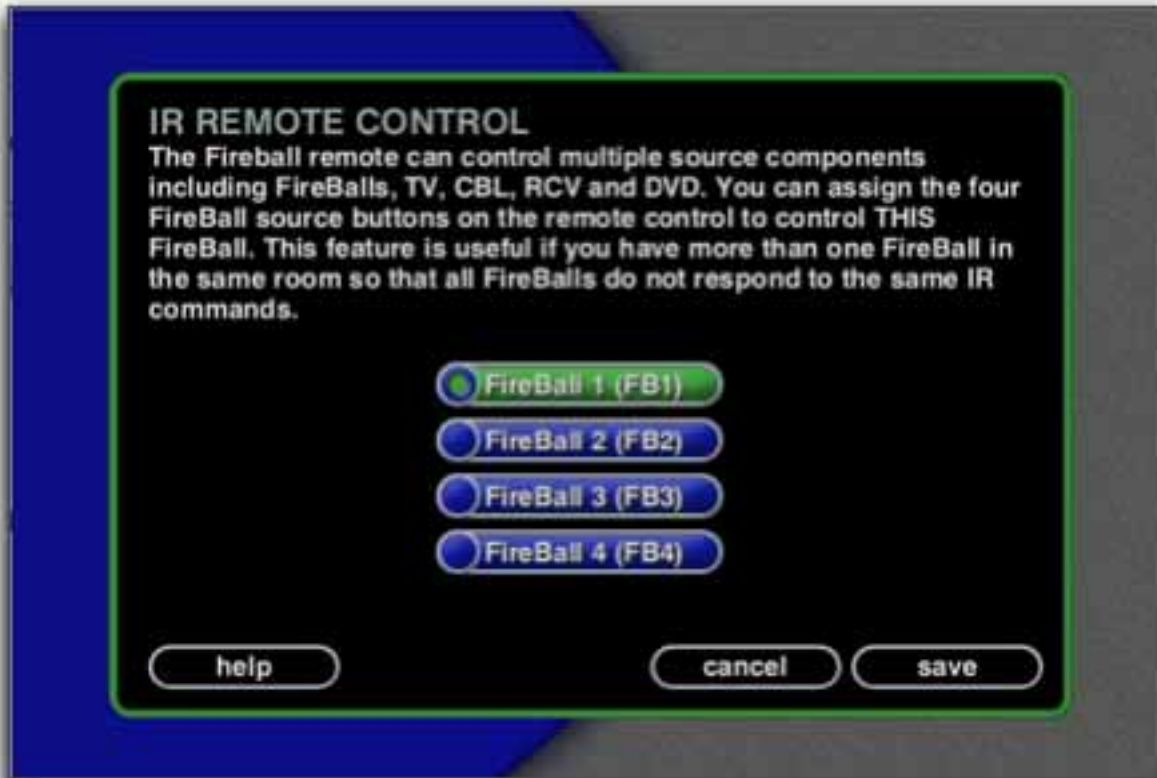 IR REMOTE CONTROL
The Fireball remote can control multiple source components
including FireBalls, TV, CBL, RCV and DVD. You can assign the four
FireBall source buttons on the remote control to control THIS
FireBall. This feature is useful if you have more than one FireBall in
the same room so that all FireBalls do not respond to the same IR
commands.
FireBall 1 (FB1)
FireBall 2 (FB2)
FireBall 3 (FB3)
FireBall 4 (FB4)
help
cancel
save